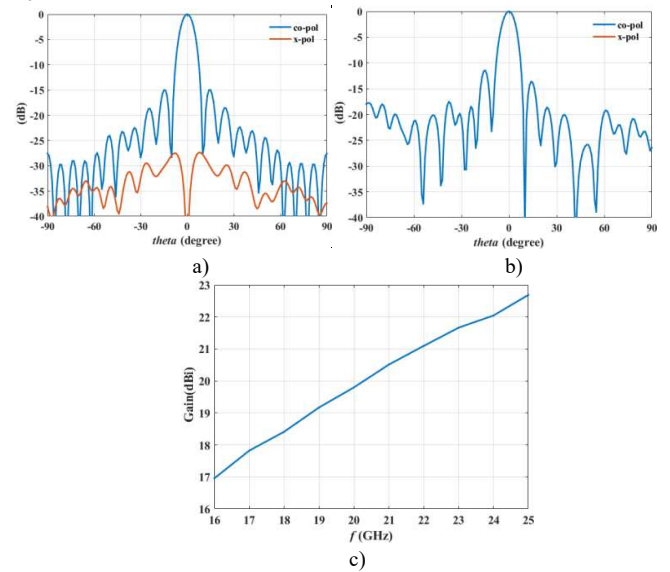 0
-5
-10
-15
-20
-25
-30
-35
-40
(dB)
co-pol
x-pol
-90
-60
-30
0
30
60
90
theta (degree)
a)
0
-5
-10
-15
-20
-25
-30
-35
-40
(dB)
co-pol
x-pol
-90
-60
-30
0
30
60
90
theta (degree)
b)
23
22
21
20
19
18
17
16
Gain(dBi)
16 17 18 19 20 21 22 23 24 25
f (GHz)
c)